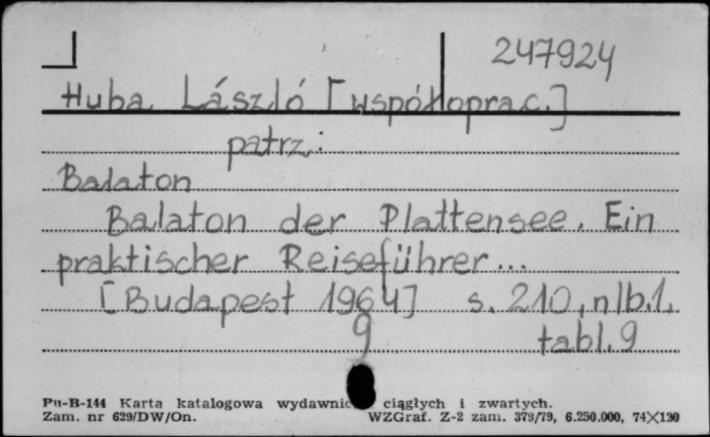 247924
Huba László [współoprac.]
patrz:
Balaton
Balaton der Plattensee. Ein
praktischer Reiseführer...
[Budapest 1964] s. 210, nlb. 1,
9 tabl. 9
Pu-B-144 Karta katalogowa wydawnic ciągłych i zwartych.
Zam. nr 629/DW/On. WZGraf. Z-2 zam. 379/79, 6.250.000, 74×120